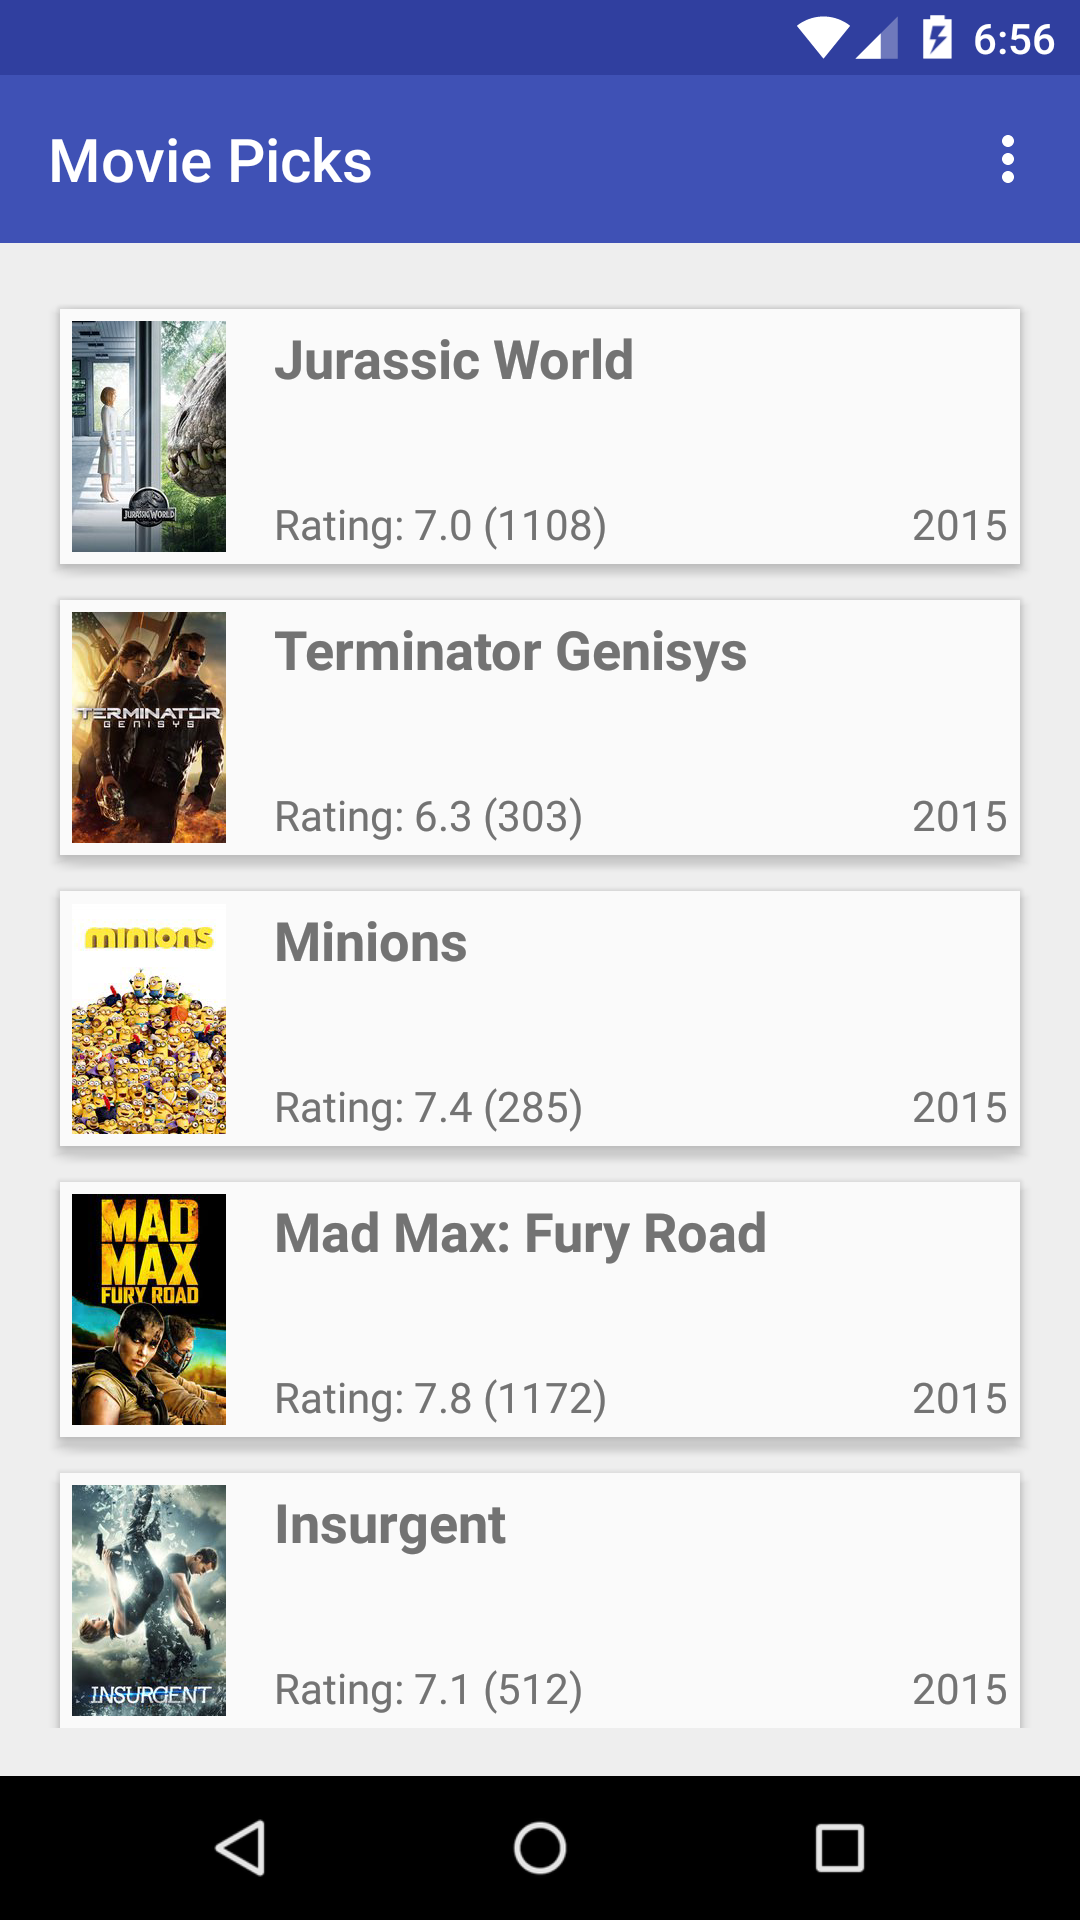 6:56
Movie Picks
Jurassic World
JURASSIC WORLD
Rating: 7.0 (1108)
2015
Terminator Genisys
TERMINATOR
GENISYS
Rating: 6.3 (303)
2015
Minions
minions
Rating: 7.4 (285)
2015
MAD
MAX
FURY ROAD
Mad Max: Fury Road
Rating: 7.8 (1172)
2015
Insurgent
INSURGENT
Rating: 7.1 (512)
2015